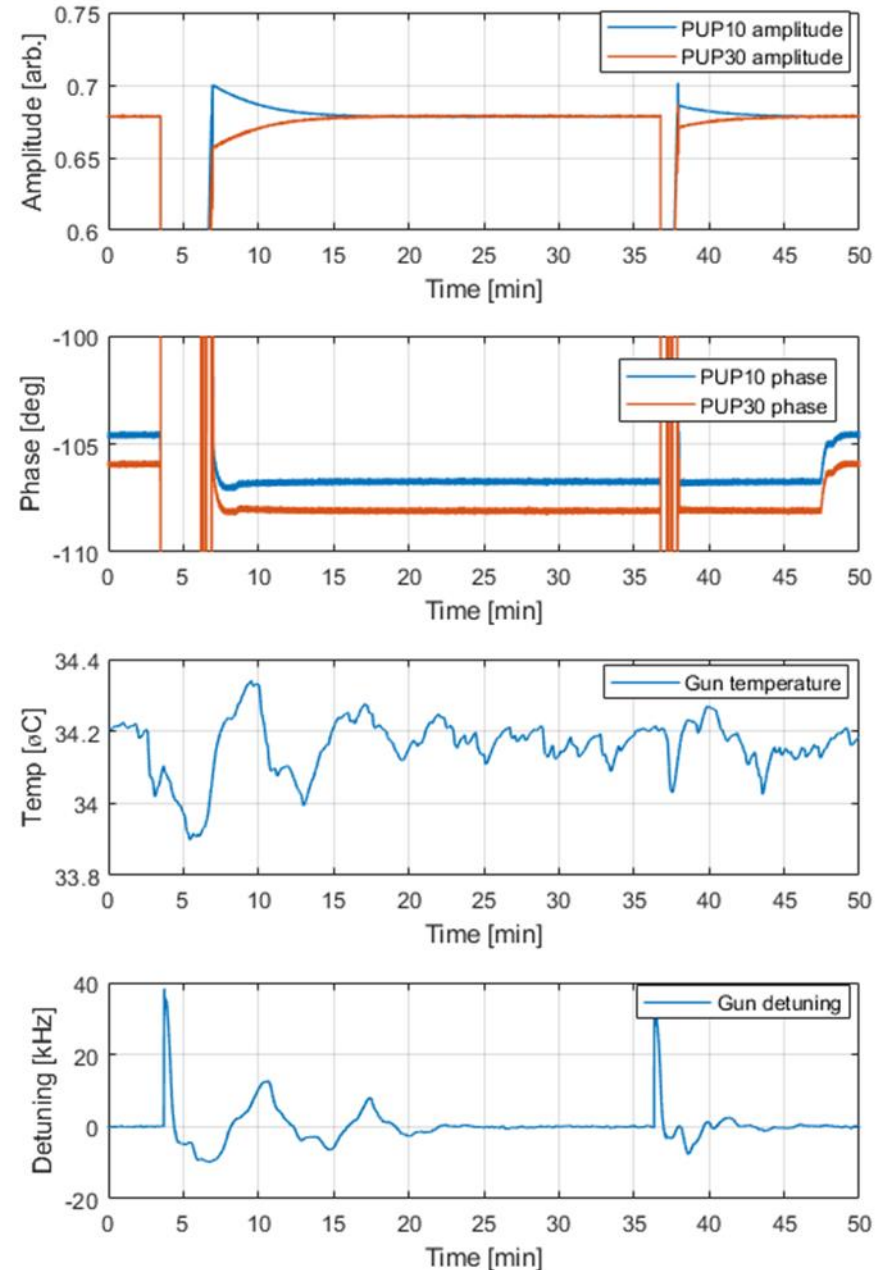 0.75
0.7
0.65
0.6
Amplitude [arb.]
PUP10 amplitude
PUP30 amplitude
0 5 10 15 20 25 30 35 40 45 50
Time [min]
-100
-105
-110
Phase [deg]
PUP10 phase
PUP30 phase
0 5 10 15 20 25 30 35 40 45 50
Time [min]
34.4
34.2
34
33.8
Temp [øC]
Gun temperature
0 5 10 15 20 25 30 35 40 45 50
Time [min]
40
20
0
-20
Detuning [kHz]
Gun detuning
0 5 10 15 20 25 30 35 40 45 50
Time [min]